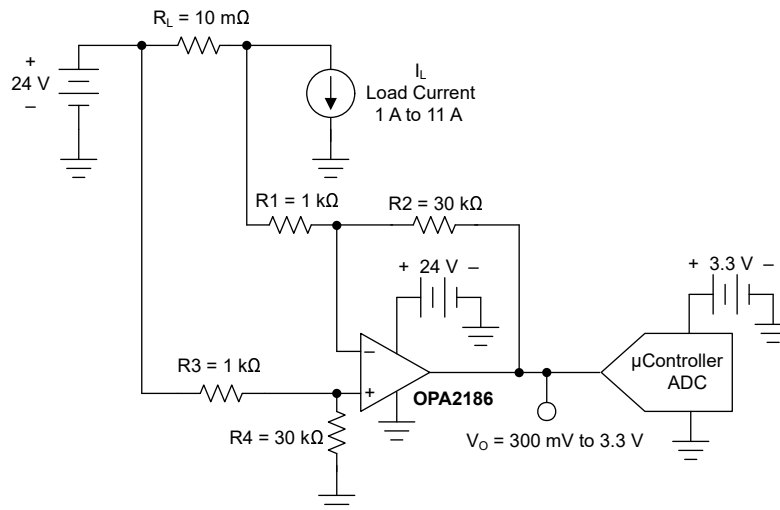 R_L = 10 mΩ
+
24 V
–
I_L
Load Current
1 A to 11 A
R1 = 1 kΩ
R2 = 30 kΩ
+ 24 V –
+ 3.3 V –
R3 = 1 kΩ
–
+
OPA2186
µController
ADC
R4 = 30 kΩ
V_O = 300 mV to 3.3 V